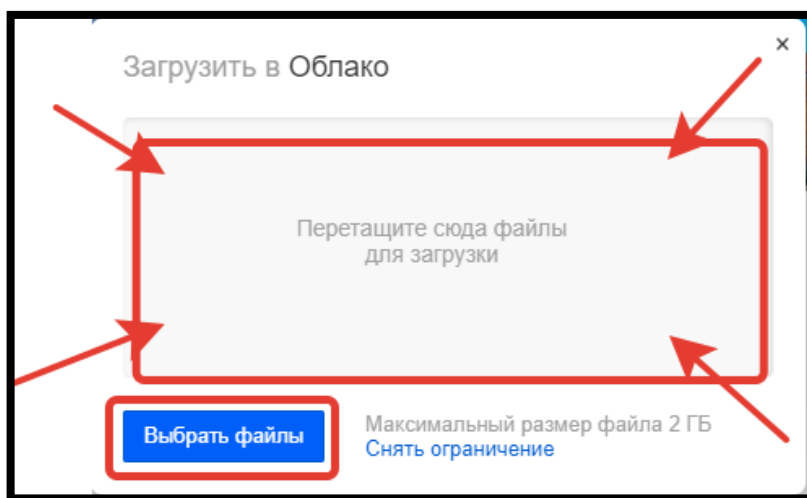 Загрузить в Облако
Перетащите сюда файлы
для загрузки
Выбрать файлы
Максимальный размер файла 2 ГБ
Снять ограничение